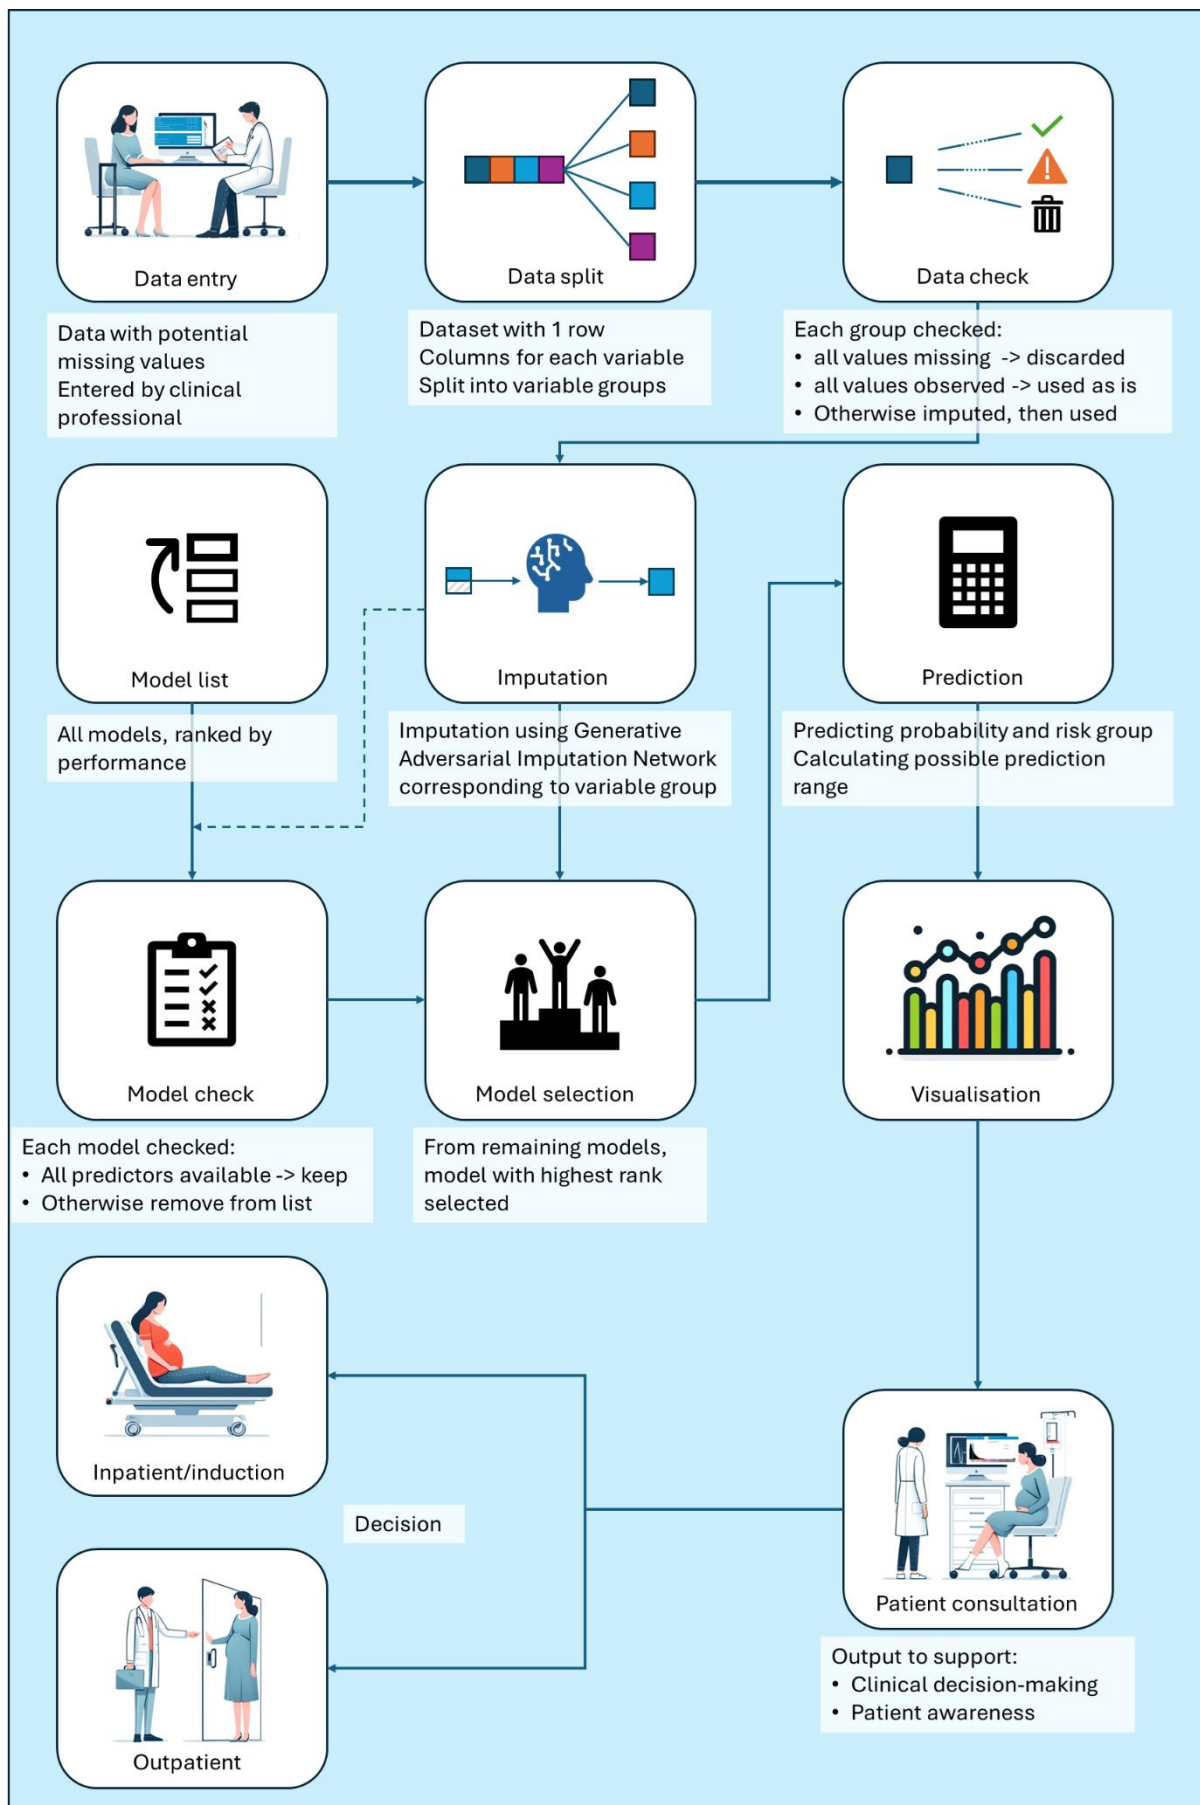 Data entry
Data with potential
missing values
Entered by clinical
professional
Data split
Dataset with 1 row
Columns for each variable
Split into variable groups
Data check
Each group checked:
• all values missing -> discarded
• all values observed -> used as is
• Otherwise imputed, then used
Model list
All models, ranked by
performance
Imputation
Imputation using Generative
Adversarial Imputation Network
corresponding to variable group
Prediction
Predicting probability and risk group
Calculating possible prediction
range
Model check
Each model checked:
• All predictors available -> keep
• Otherwise remove from list
Model selection
From remaining models,
model with highest rank
selected
Visualisation
Inpatient/induction
Decision
Patient consultation
Output to support:
• Clinical decision-making
• Patient awareness
Outpatient